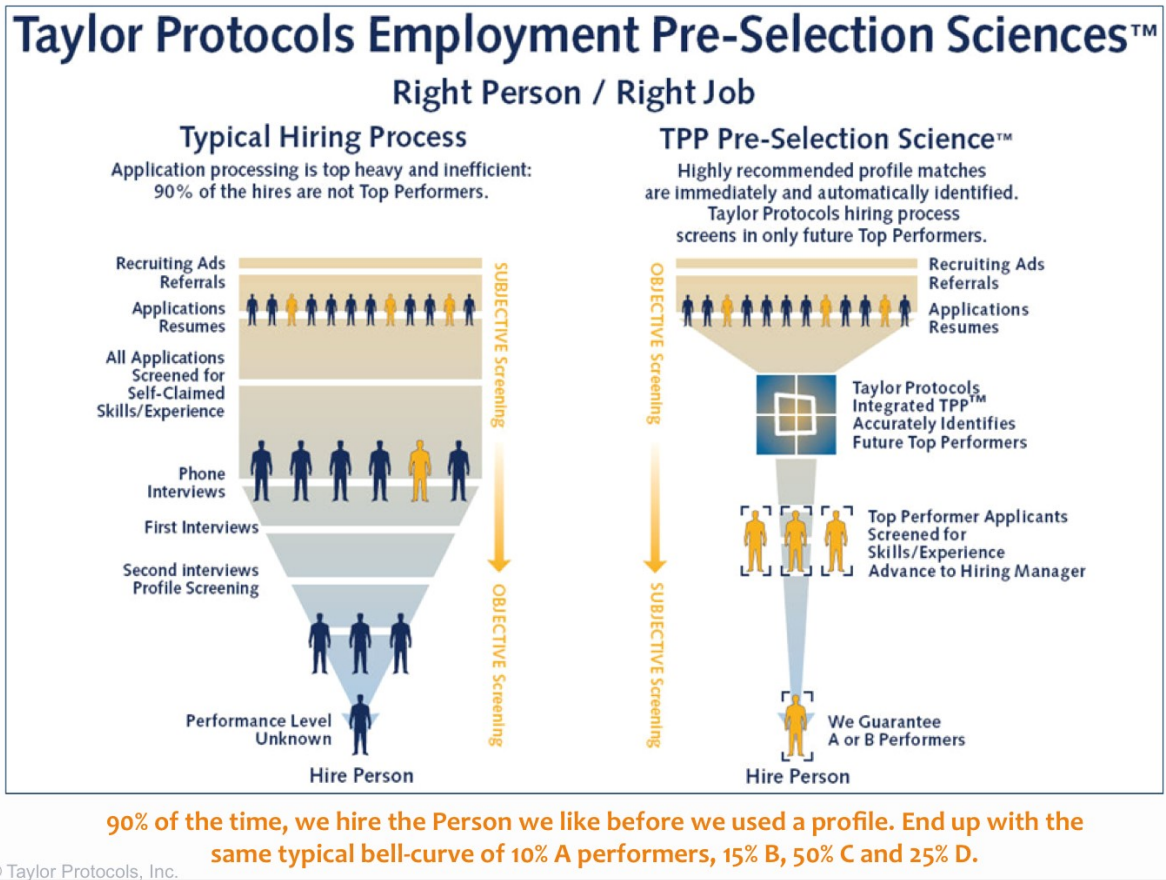 Taylor Protocols Employment Pre-Selection Sciences™
Right Person / Right Job
Typical Hiring Process
Application processing is top heavy and inefficient:
90% of the hires are not Top Performers.
Recruiting Ads
Referrals
Applications
Resumes
All Applications
Screened for
Self-Claimed
Skills/Experience
Phone
Interviews
First Interviews
Second interviews
Profile Screening
Performance Level
Unknown
Hire Person
SUBJECTIVE Screening
OBJECTIVE Screening
TPP Pre-Selection Science™
Highly recommended profile matches
are immediately and automatically identified.
Taylor Protocols hiring process
screens in only future Top Performers.
OBJECTIVE Screening
SUBJECTIVE Screening
Recruiting Ads
Referrals
Applications
Resumes
Taylor Protocols
Integrated TPP™
Accurately Identifies
Future Top Performers
Top Performer Applicants
Screened for
Skills/Experience
Advance to Hiring Manager
We Guarantee
A or B Performers
Hire Person
90% of the time, we hire the Person we like before we used a profile. End up with the
same typical bell-curve of 10% A performers, 15% B, 50% C and 25% D.
© Taylor Protocols, Inc.